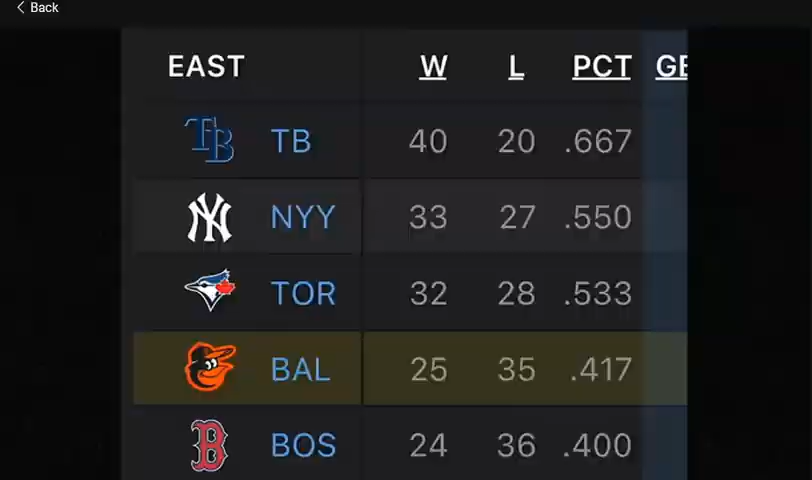 Back
EAST W L PCT GB
TB 40 20 .667
NYY 33 27 .550
TOR 32 28 .533
BAL 25 35 .417
BOS 24 36 .400